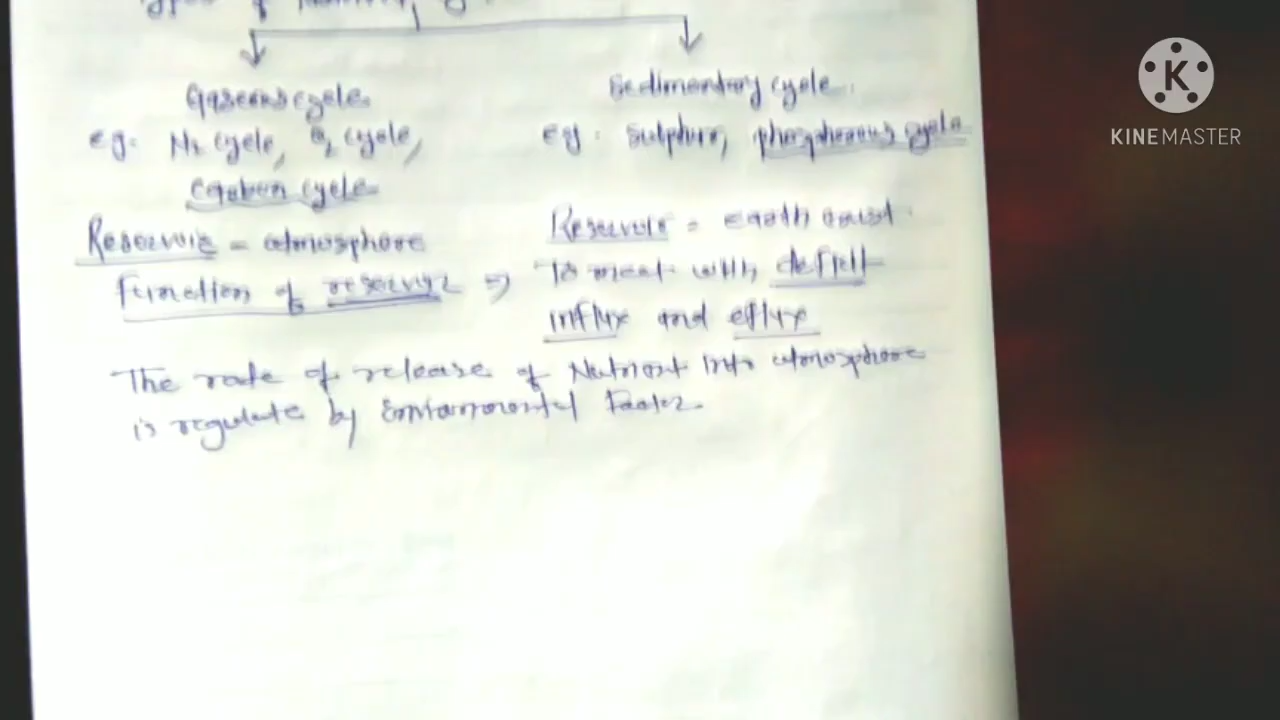 Types of
Gaseous cycle.
eg: N2 cycle, O2 cycle,
Carbon cycle.
Sedimentary cycle.
eg: Sulphur, phosphorous cycle
Reservoir = atmosphere
Reservoir = earth crust.
function of reservoir => To meet with deficit
influx and efflux
The rate of release of Nutrient into atmosphere
is regulate by Environmental Factor.
K
KINEMASTER